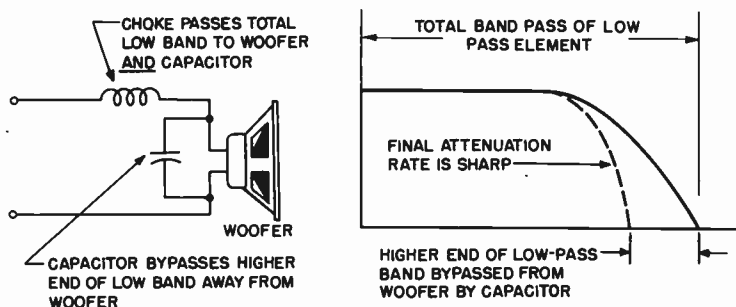 CHOKE PASSES TOTAL
LOW BAND TO WOOFER
AND CAPACITOR
WOOFER
CAPACITOR BYPASSES HIGHER
END OF LOW BAND AWAY FROM
WOOFER
TOTAL BAND PASS OF LOW
PASS ELEMENT
FINAL ATTENUATION
RATE IS SHARP
HIGHER END OF LOW-PASS
BAND BYPASSED FROM
WOOFER BY CAPACITOR